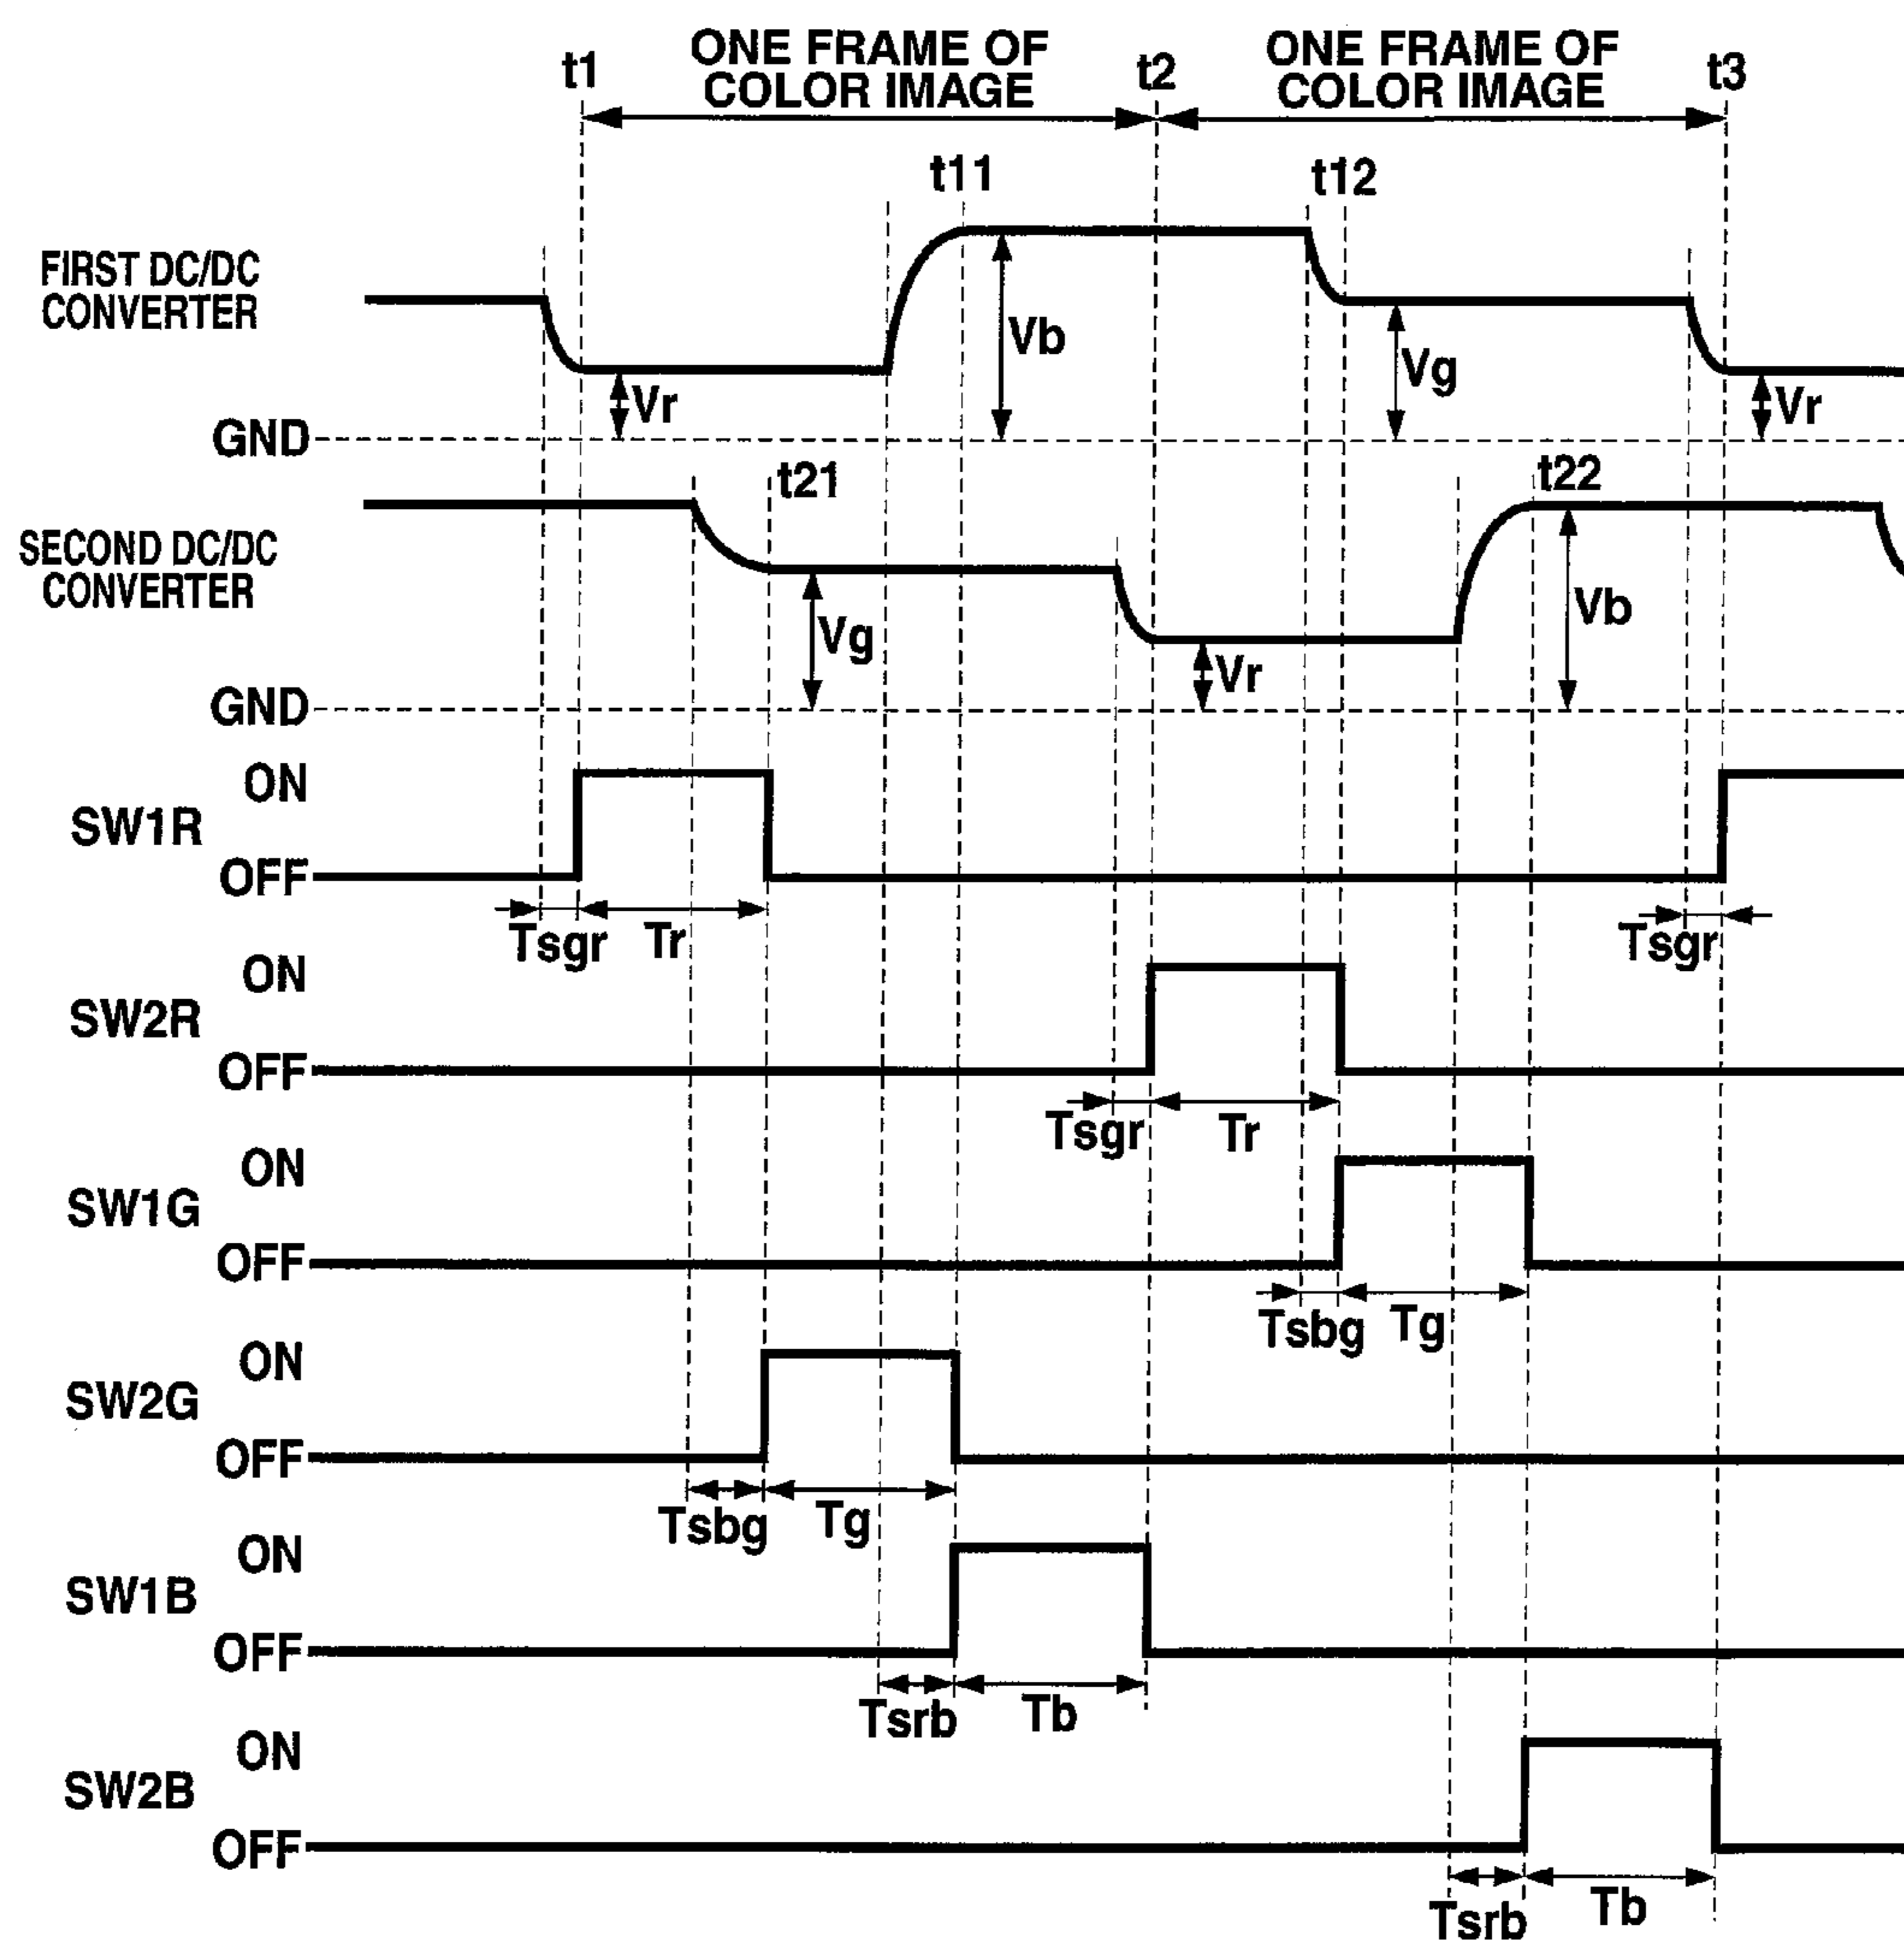 ONE FRAME OF
COLOR IMAGE
ONE FRAME OF
COLOR IMAGE
t1
t2
t3
t11
t12
FIRST DC/DC
CONVERTER
Vb
Vg
Vr
Vr
GND
t21
t22
SECOND DC/DC
CONVERTER
Vg
Vr
Vb
GND
ON
SW1R
OFF
Tsgr
Tr
Tsgr
ON
SW2R
OFF
Tsgr
Tr
ON
SW1G
OFF
Tsbg
Tg
ON
SW2G
OFF
Tsbg
Tg
ON
SW1B
OFF
Tsrb
Tb
ON
SW2B
OFF
Tsrb
Tb